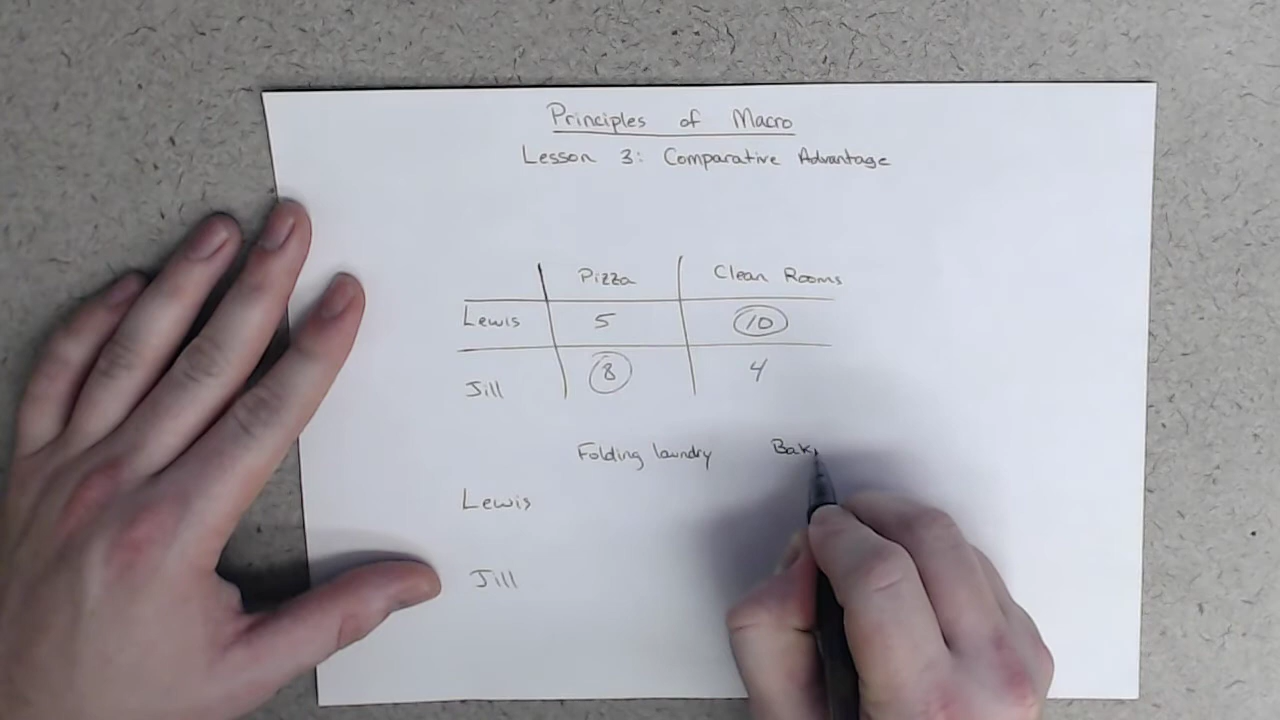 Principles of Macro
Lesson 3: Comparative Advantage
Pizza Clean Rooms
Lewis 5 10
Jill 8 4
Folding laundry Bak
Lewis
Jill